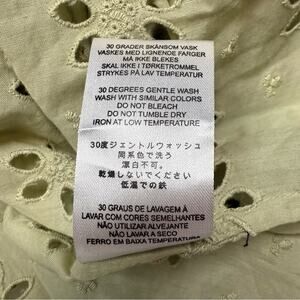 30 GRADER SKÅNSOM VASK
VASKES MED LIGNENDE FARGER
MÅ IKKE BLEKES
SKAL IKKE I TØRKETROMMEL
STRYKES PÅ LAV TEMPERATUR
30 DEGREES GENTLE WASH
WASH WITH SIMILAR COLORS
DO NOT BLEACH
DO NOT TUMBLE DRY
IRON AT LOW TEMPERATURE
30度ジェントルウォッシュ
同系色で洗う
漂白不可。
乾燥しないでください
低温での鉄
30 GRAUS DE LAVAGEM À
LAVAR COM CORES SEMELHANTES
NÃO UTILIZAR ALVEJANTE
NÃO LAVAR A SECO
FERRO EM BAIXA TEMPERATURA